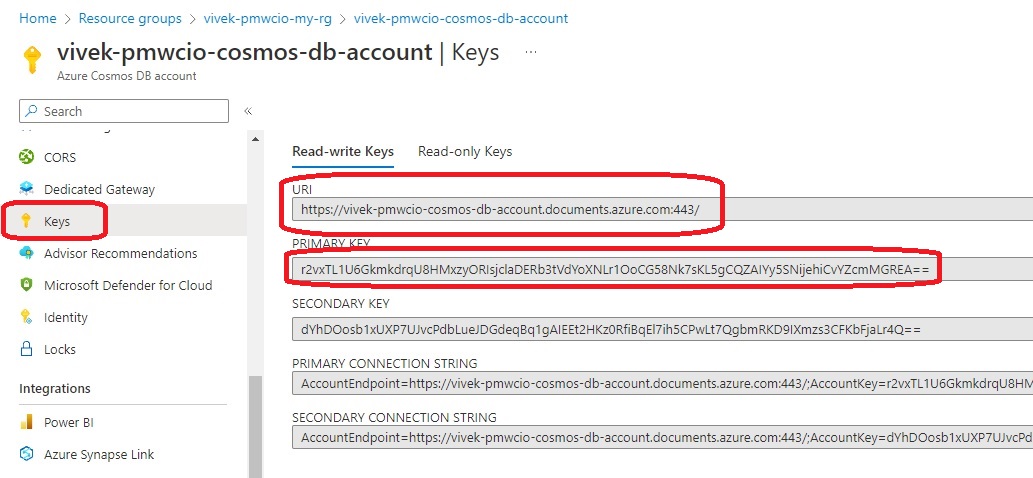 Home > Resource groups > vivek-pmwcio-my-rg > vivek-pmwcio-cosmos-db-account
vivek-pmwcio-cosmos-db-account | Keys ...
Azure Cosmos DB account
Search «
CORS
Dedicated Gateway
Keys
Advisor Recommendations
Microsoft Defender for Cloud
Identity
Locks
Integrations
Power BI
Azure Synapse Link
Read-write Keys Read-only Keys
URI
https://vivek-pmwcio-cosmos-db-account.documents.azure.com:443/
PRIMARY KEY
SECONDARY KEY
PRIMARY CONNECTION STRING
AccountEndpoint=https://vivek-pmwcio-cosmos-db-account.documents.azure.com:443/;AccountKey=r2vxTL1U6GkmkdrqU8HM
SECONDARY CONNECTION STRING
AccountEndpoint=https://vivek-pmwcio-cosmos-db-account.documents.azure.com:443/;AccountKey=dYhDOosb1xUXP7UJvcPd